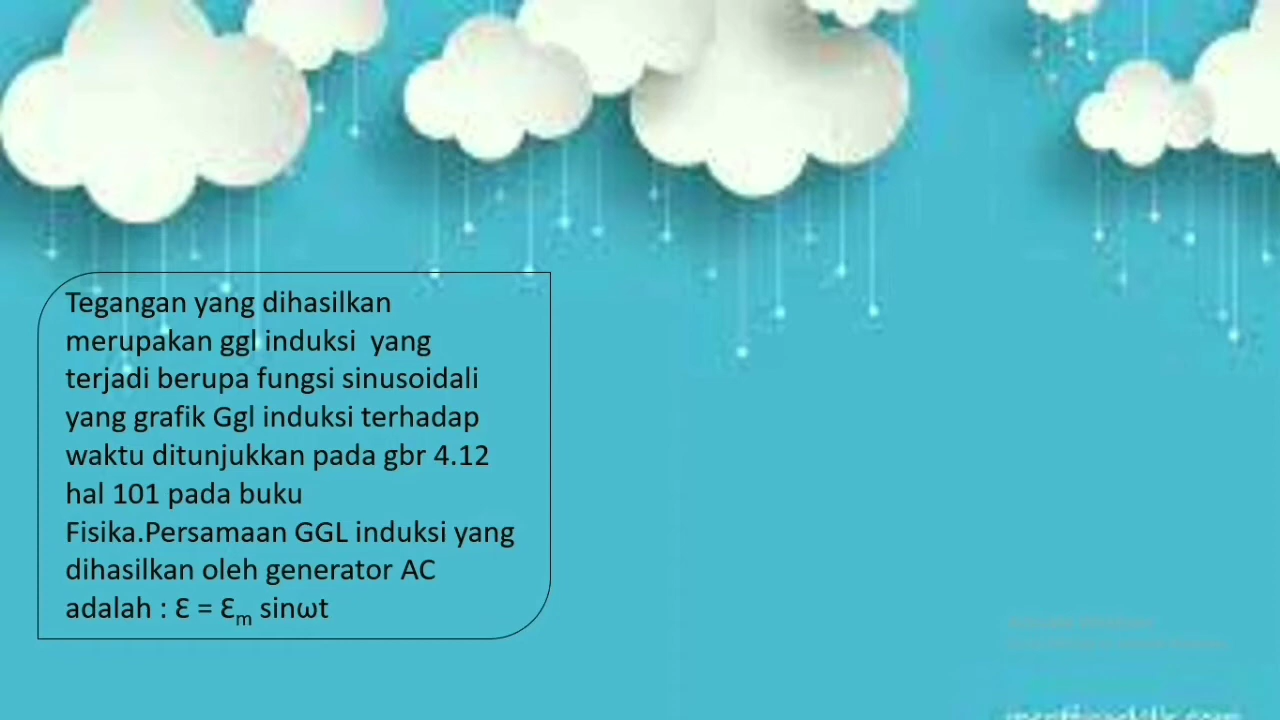 Tegangan yang dihasilkan
merupakan ggl induksi  yang
terjadi berupa fungsi sinusoidali
yang grafik Ggl induksi terhadap
waktu ditunjukkan pada gbr 4.12
hal 101 pada buku
Fisika.Persamaan GGL induksi yang
dihasilkan oleh generator AC
adalah : Ɛ = Ɛₘ sinωt